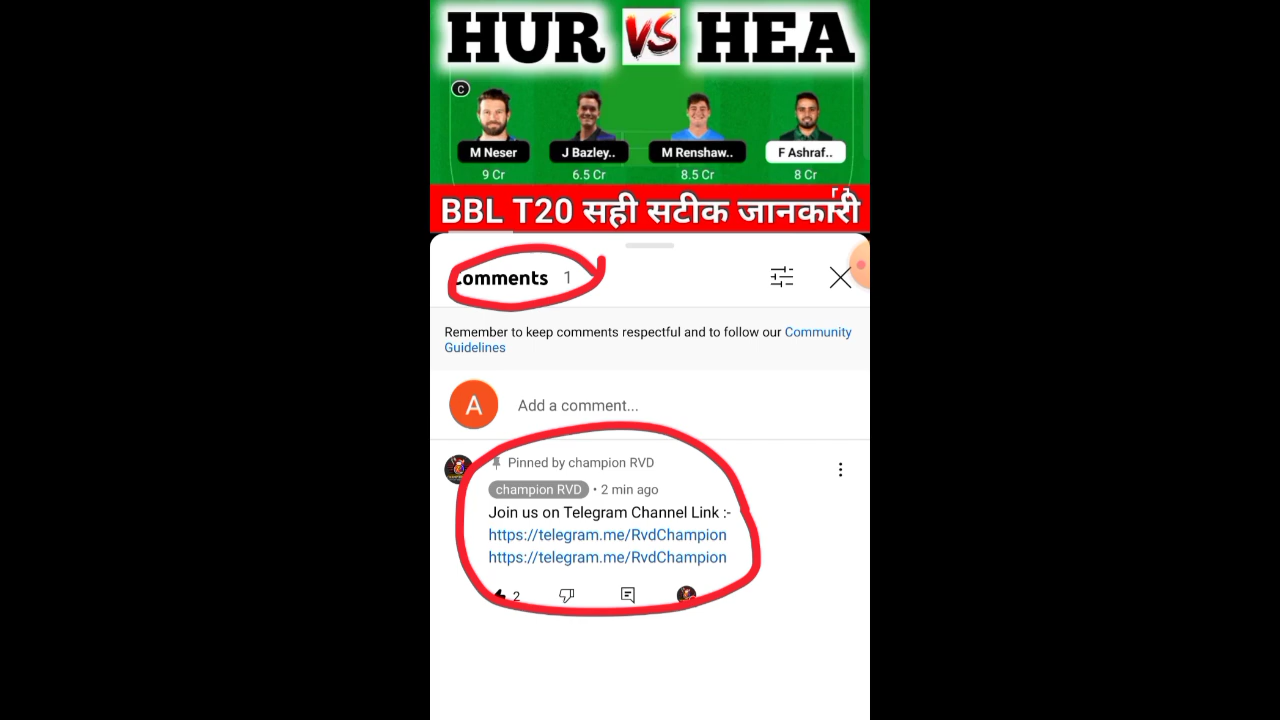 HUR VS HEA
C
M Neser J Bazley.. M Renshaw.. F Ashraf..
9 Cr 6.5 Cr 8.5 Cr 8 Cr
BBL T20 सही सटीक जानकारी
Comments 1
Remember to keep comments respectful and to follow our Community
Guidelines
A Add a comment...
Pinned by champion RVD
champion RVD • 2 min ago
Join us on Telegram Channel Link :-
https://telegram.me/RvdChampion
https://telegram.me/RvdChampion
2